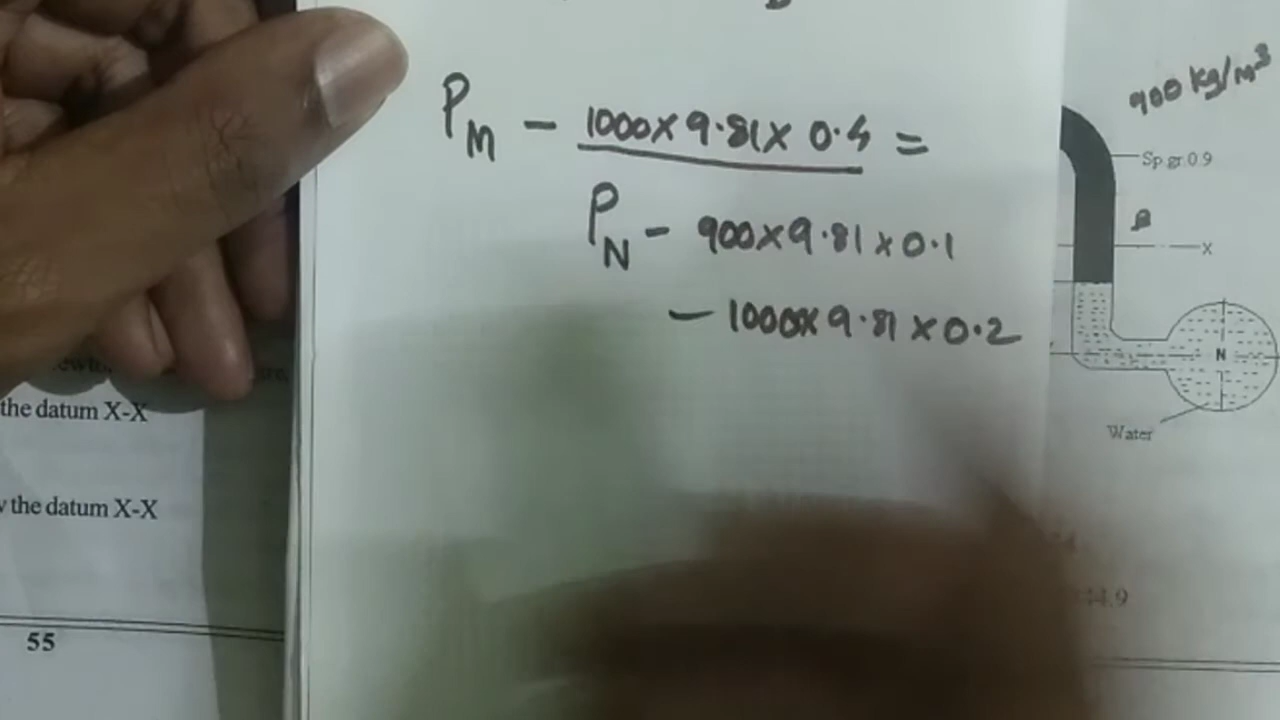 P_M - 1000×9.81×0.4 =
P_N - 900×9.81×0.1
- 1000×9.81×0.2
900 kg/m³
Sp.gr.0.9
X
N
Water
the datum X-X
the datum X-X
55